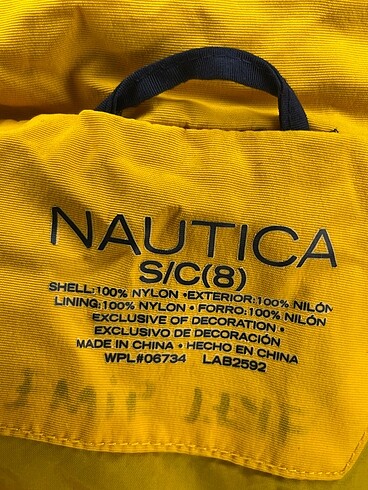 NAUTICA
S/C(8)
SHELL:100% NYLON •EXTERIOR:100% NILÓN
LINING:100% NYLON • FORRO:100% NILÓN
EXCLUSIVE OF DECORATION •
EXCLUSIVO DE DECORACIÓN
MADE IN CHINA • HECHO EN CHINA
WPL#06734 LAB2592